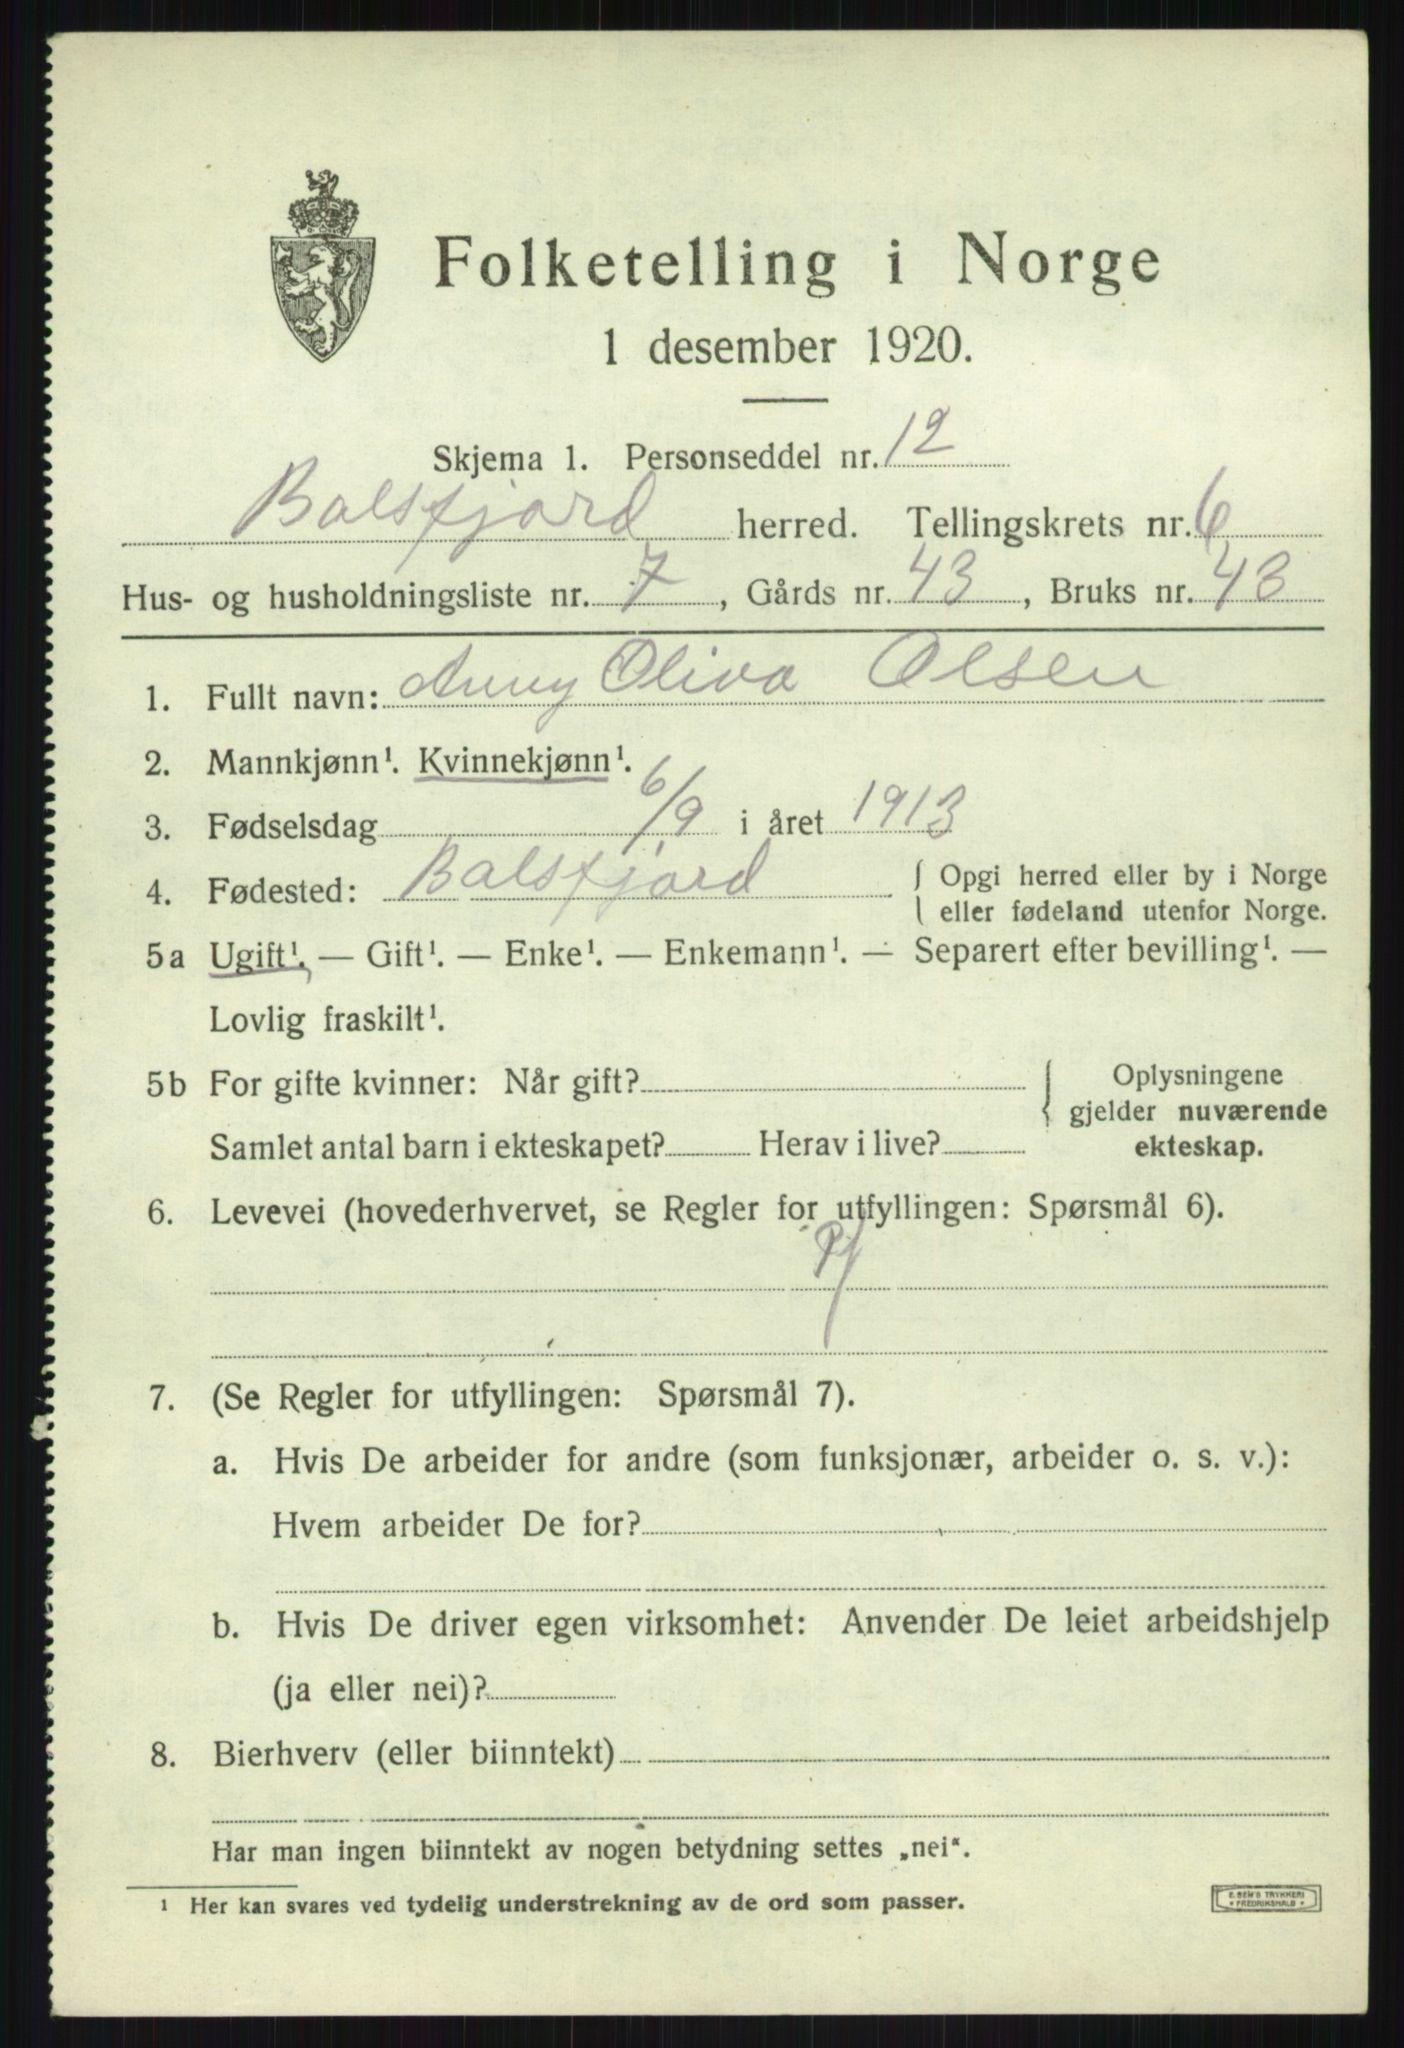 Folketelling i Norge
1 desember 1920.
Skjema 1. Personseddel nr. 12
Balsfjord herred. Tellingskrets nr. 6
Hus- og husholdningsliste nr. 7, Gårds nr. 43, Bruks nr. 43
1. Fullt navn: Anny Oliva Olsen
2. Mannkjønn¹. Kvinnekjønn¹.
3. Fødselsdag 6/9 i året 1913
4. Fødested: Balsfjord { Opgi herred eller by i Norge
eller fødeland utenfor Norge.
5a Ugift¹. — Gift¹. — Enke¹. — Enkemann¹. — Separert efter bevilling¹. —
Lovlig fraskilt¹.
5b For gifte kvinner: Når gift? { Oplysningene
gjelder nuværende
Samlet antal barn i ekteskapet? Herav i live? ekteskap.
6. Levevei (hovederhvervet, se Regler for utfyllingen: Spørsmål 6).
7. (Se Regler for utfyllingen: Spørsmål 7).
a. Hvis De arbeider for andre (som funksjonær, arbeider o. s. v.):
Hvem arbeider De for?
b. Hvis De driver egen virksomhet: Anvender De leiet arbeidshjelp
(ja eller nei)?
8. Bierhverv (eller biinntekt)
Har man ingen biinntekt av nogen betydning settes „nei“.
¹ Her kan svares ved tydelig understrekning av de ord som passer.
E. SEM'S TRYKKERI
* FREDRIKSHALD *